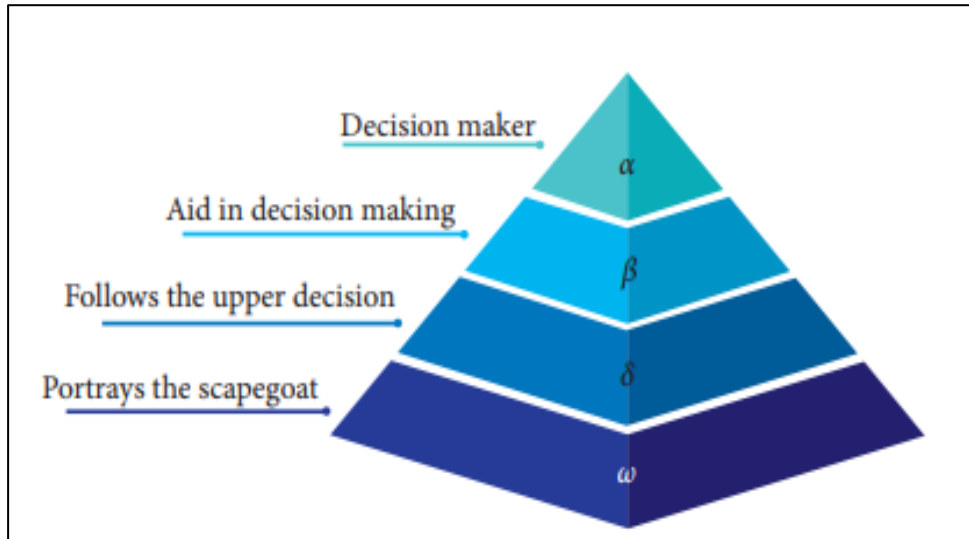 Decision maker
α
Aid in decision making
β
Follows the upper decision
δ
Portrays the scapegoat
ω